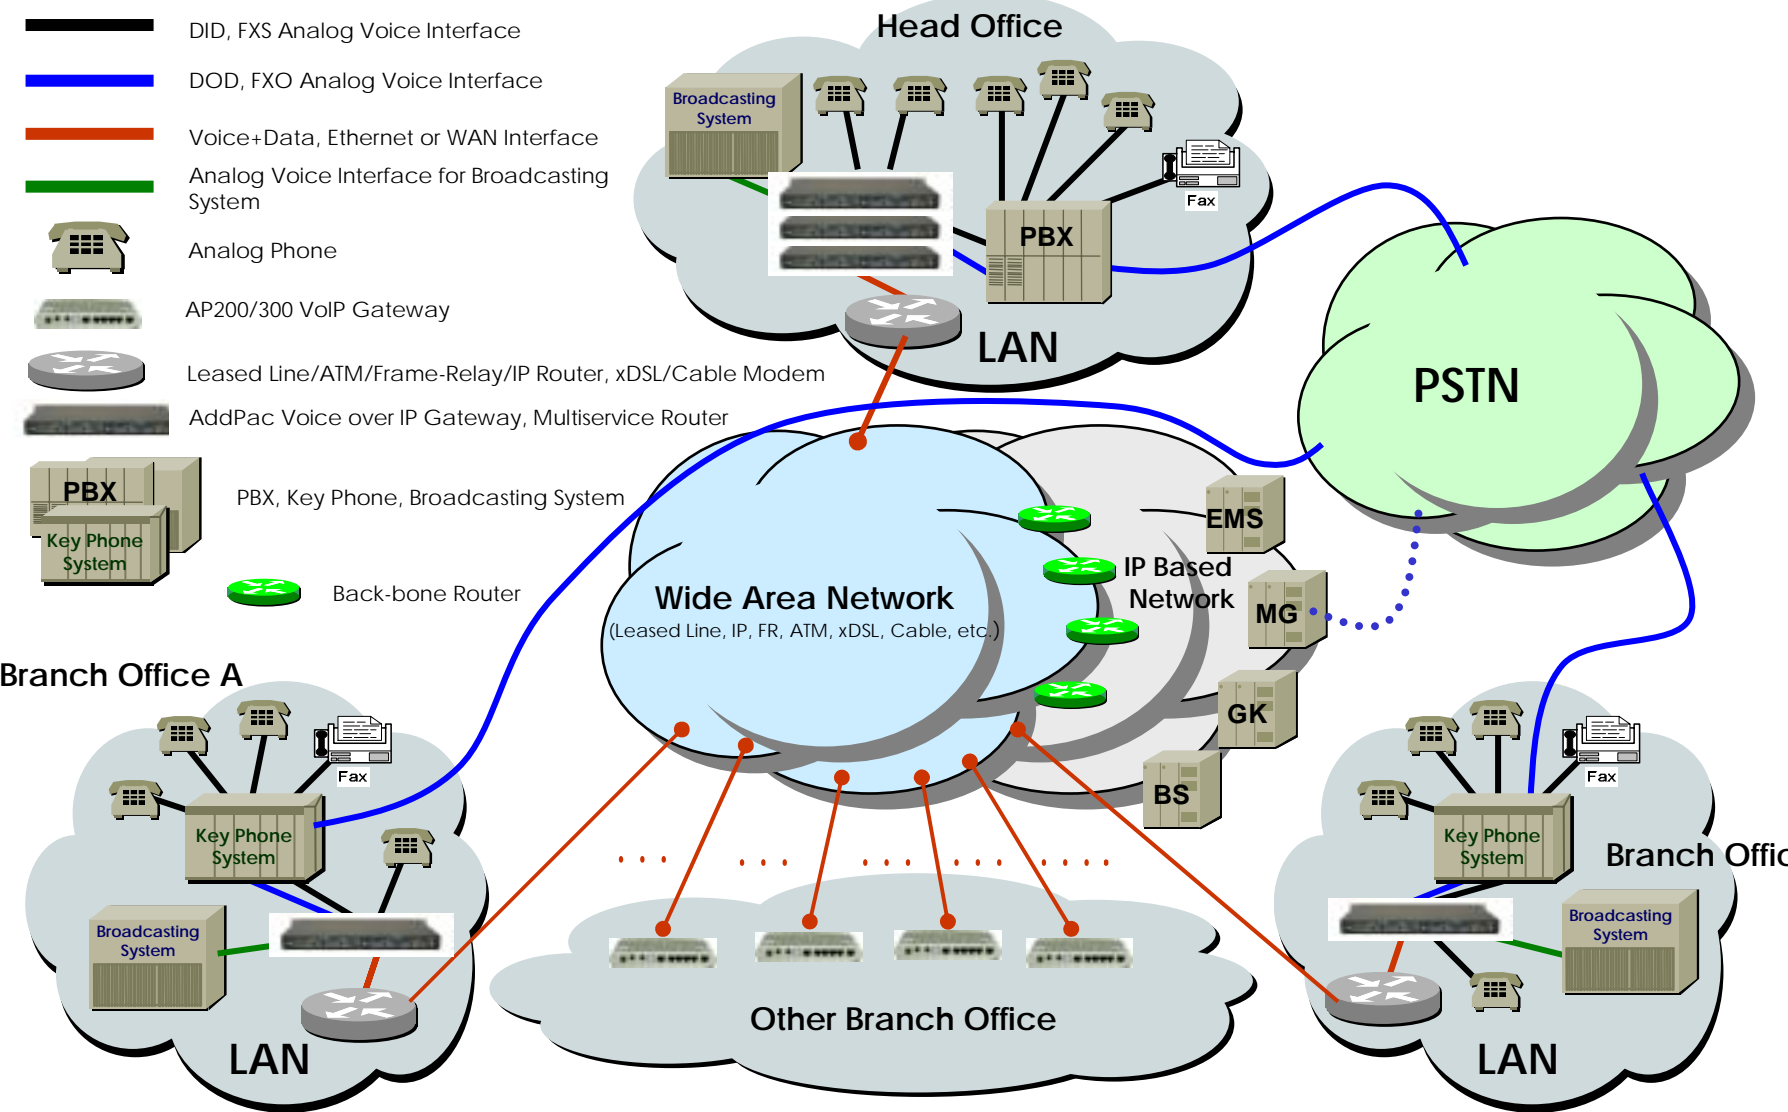 DID, FXS Analog Voice Interface
DOD, FXO Analog Voice Interface
Voice+Data, Ethernet or WAN Interface
Analog Voice Interface for Broadcasting
System
Analog Phone
AP200/300 VoIP Gateway
Leased Line/ATM/Frame-Relay/IP Router, xDSL/Cable Modem
AddPac Voice over IP Gateway, Multiservice Router
PBX
Key Phone
System
PBX, Key Phone, Broadcasting System
Back-bone Router
Head Office
Broadcasting
System
Fax
PBX
LAN
PSTN
Wide Area Network
(Leased Line, IP, FR, ATM, xDSL, Cable, etc.)
IP Based
Network
EMS
MG
GK
BS
Branch Office A
Fax
Key Phone
System
Broadcasting
System
LAN
Other Branch Office
Fax
Key Phone
System
Branch Offic
Broadcasting
System
LAN